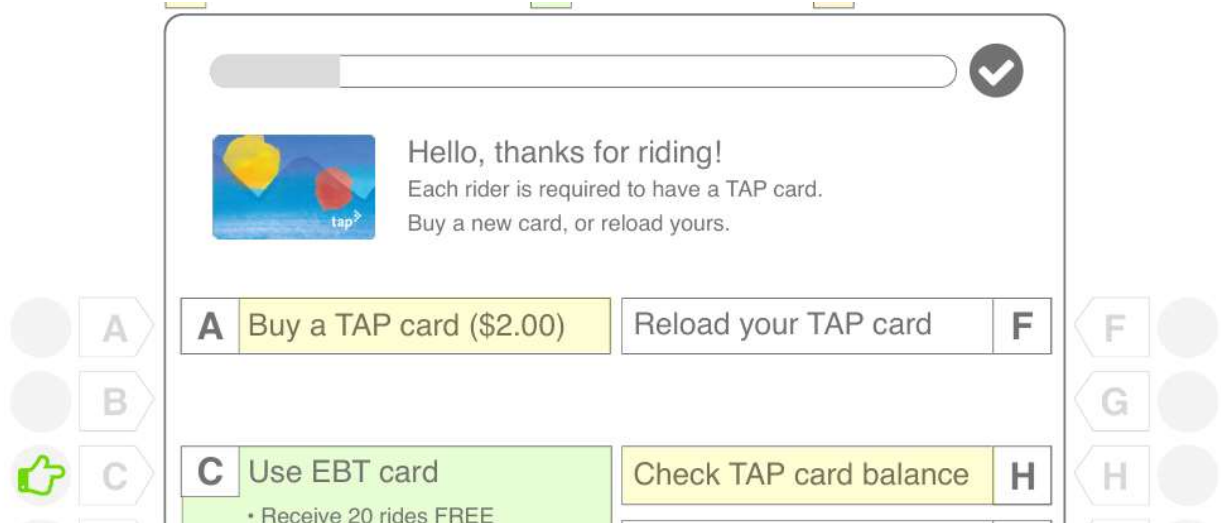 tap
Hello, thanks for riding!
Each rider is required to have a TAP card.
Buy a new card, or reload yours.
A A Buy a TAP card ($2.00) Reload your TAP card F F
B G
C C Use EBT card Check TAP card balance H H
• Receive 20 rides FREE